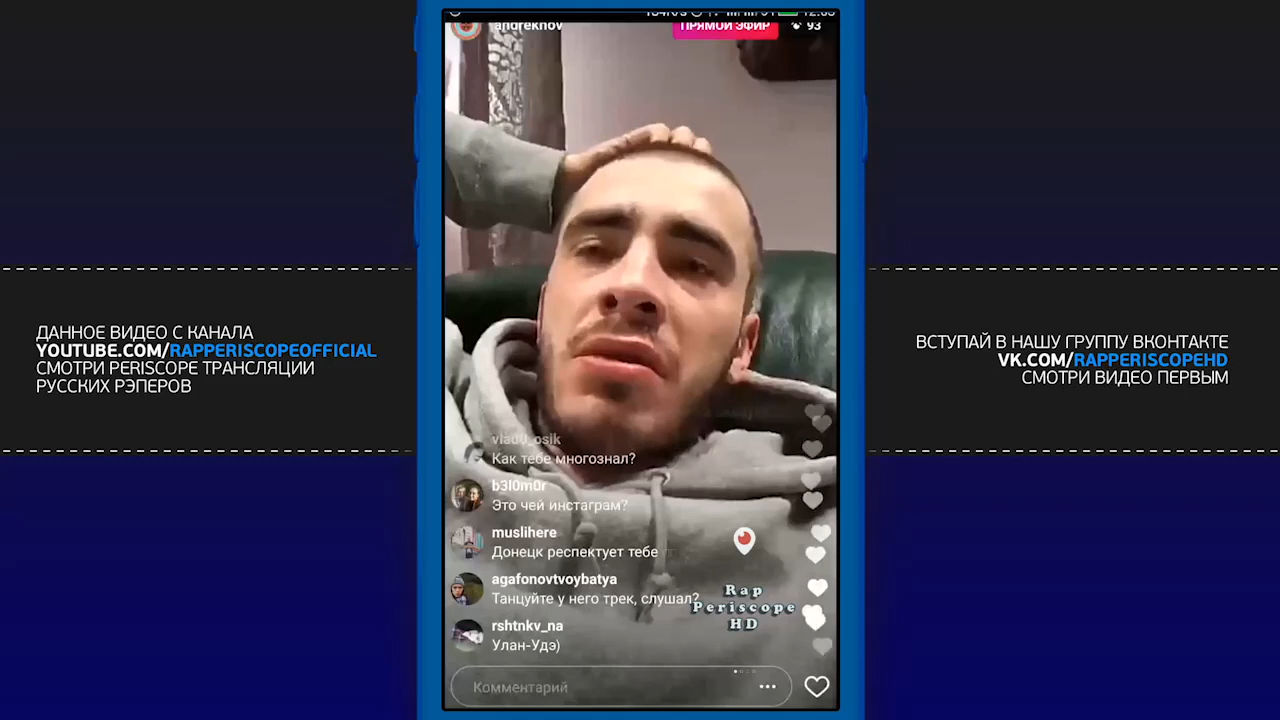 andreknov
ПРЯМОЙ ЭФИР
93
ДАННОЕ ВИДЕО С КАНАЛА
YOUTUBE.COM/RAPPERISCOPEOFFICIAL
СМОТРИ PERISCOPE ТРАНСЛЯЦИИ
РУССКИХ РЭПЕРОВ
ВСТУПАЙ В НАШУ ГРУППУ ВКОНТАКТЕ
VK.COM/RAPPERISCOPEHD
СМОТРИ ВИДЕО ПЕРВЫМ
vlad0_osik
Как тебе многознал?
b3l0m0r
Это чей инстаграм?
muslihere
Донецк респектует тебе
agafonovtvoybatya
Танцуйте у него трек, слушал?
rshtnkv_na
Улан-Удэ)
Rap
Periscope
HD
Комментарий